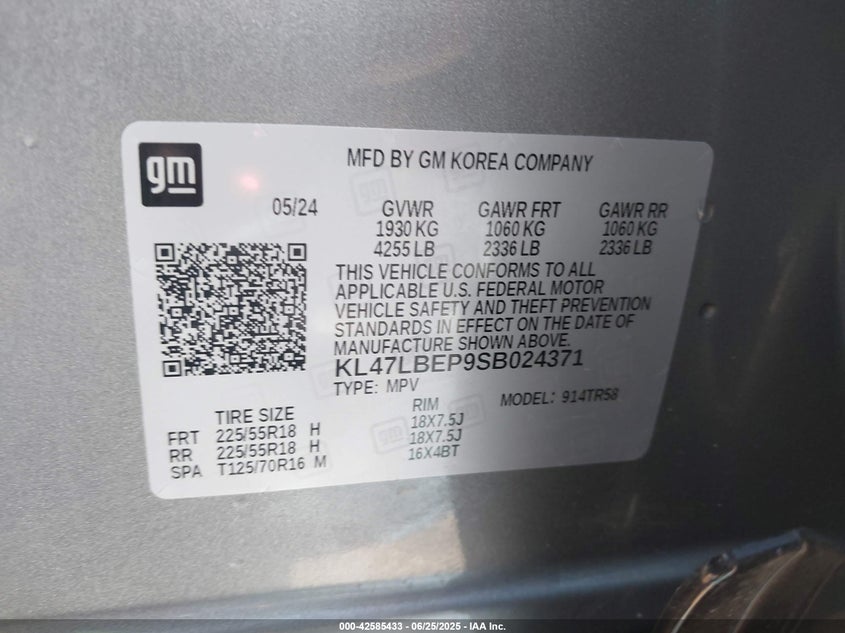 gm
MFD BY GM KOREA COMPANY
05/24
GVWR GAWR FRT GAWR RR
1930 KG 1060 KG 1060 KG
4255 LB 2336 LB 2336 LB
THIS VEHICLE CONFORMS TO ALL
APPLICABLE U.S. FEDERAL MOTOR
VEHICLE SAFETY AND THEFT PREVENTION
STANDARDS IN EFFECT ON THE DATE OF
MANUFACTURE SHOWN ABOVE.
KL47LBEP9SB024371
TYPE: MPV
MODEL: 914TR58
TIRE SIZE RIM
FRT 225/55R18 H 18X7.5J
RR 225/55R18 H 18X7.5J
SPA T125/70R16 M 16X4BT
000-42585433 - 06/25/2025 - IAA Inc.